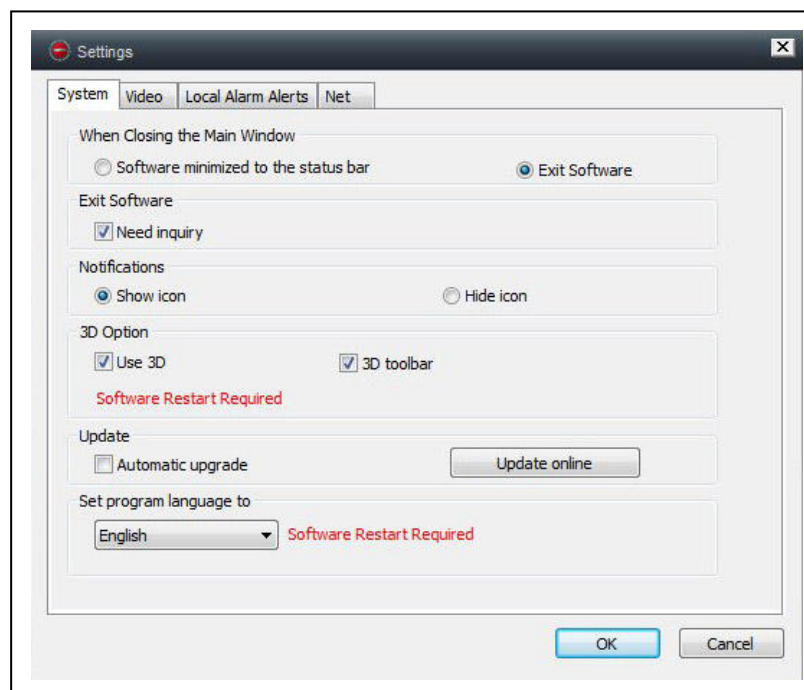 Settings
System Video Local Alarm Alerts Net
When Closing the Main Window
Software minimized to the status bar Exit Software
Exit Software
Need inquiry
Notifications
Show icon Hide icon
3D Option
Use 3D 3D toolbar
Software Restart Required
Update
Automatic upgrade Update online
Set program language to
English Software Restart Required
OK Cancel